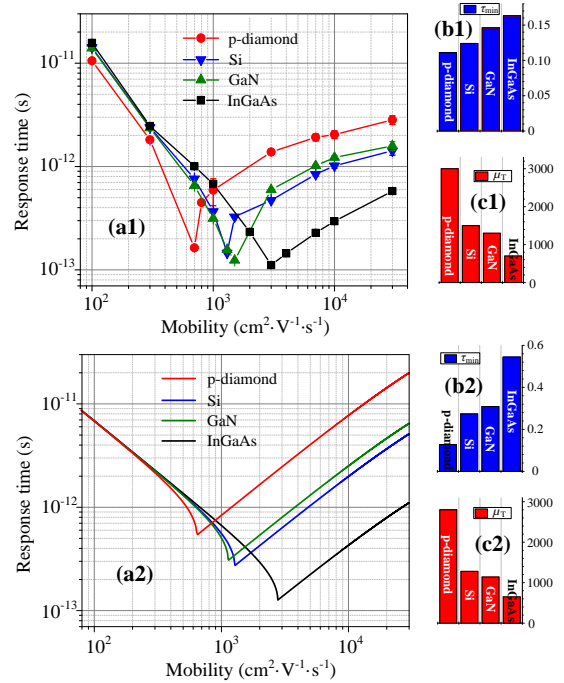 10⁻¹¹
10⁻¹²
10⁻¹³
Response time (s)
p-diamond
Si
GaN
InGaAs
(a1)
10²
10³
10⁴
Mobility (cm²·V⁻¹·s⁻¹)
(b1)
τmin
p-diamond
Si
GaN
InGaAs
0.15
0.10
0.05
0
μT
(c1)
p-diamond
Si
GaN
InGaAs
3000
2000
1000
0
10⁻¹¹
10⁻¹²
10⁻¹³
Response time (s)
p-diamond
Si
GaN
InGaAs
(a2)
10²
10³
10⁴
Mobility (cm²·V⁻¹·s⁻¹)
τmin
(b2)
p-diamond
Si
GaN
InGaAs
0.6
0.4
0.2
0
μT
(c2)
p-diamond
Si
GaN
InGaAs
3000
2000
1000
0